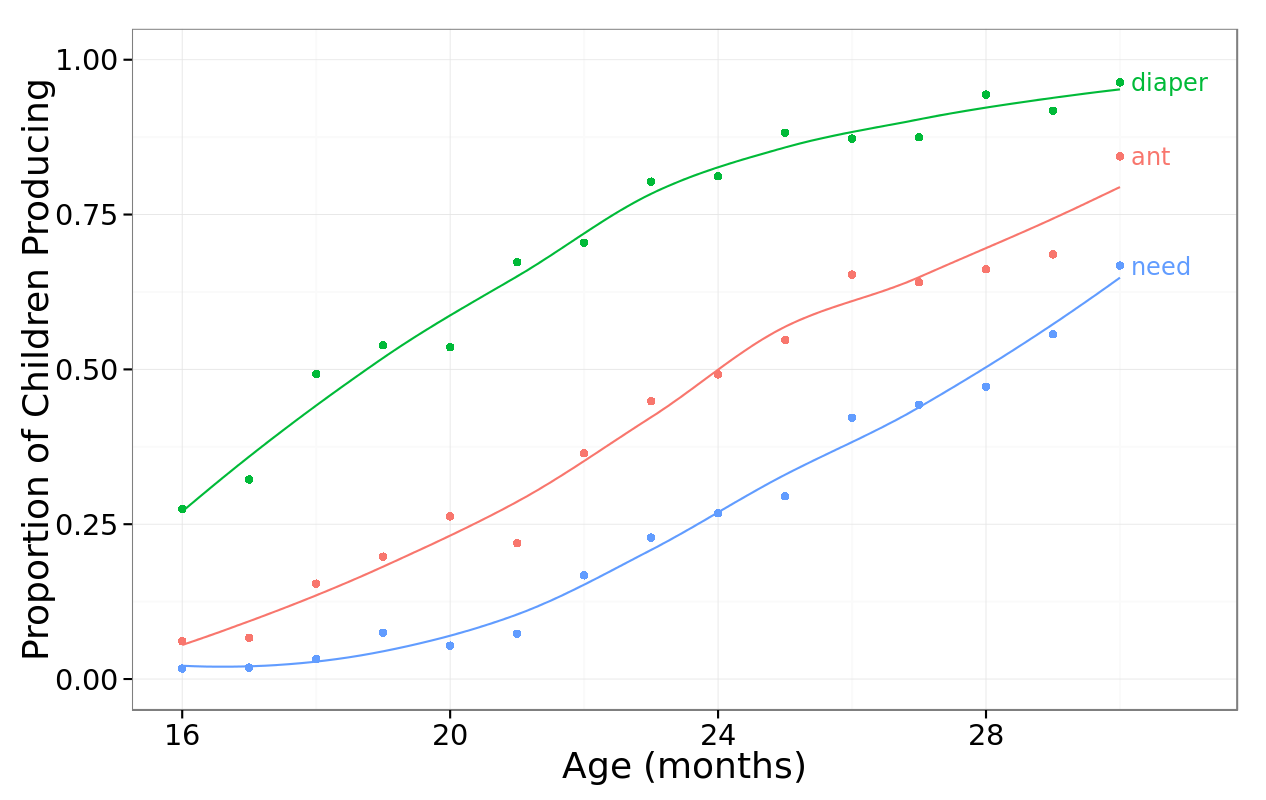 Proportion of Children Producing
1.00
0.75
0.50
0.25
0.00
diaper
ant
need
16 20 24 28
Age (months)